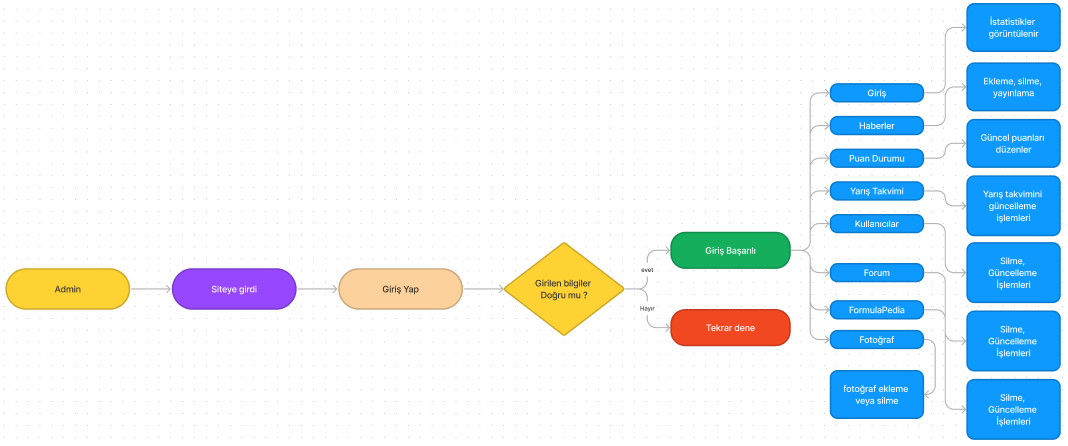 Admin
Siteye girdi
Giriş Yap
Girilen bilgiler
Doğru mu ?
evet
Hayır
Giriş Başarılı
Tekrar dene
Giriş
Haberler
Puan Durumu
Yarış Takvimi
Kullanıcılar
Forum
FormulaPedia
Fotoğraf
fotoğraf ekleme
veya silme
İstatistikler
görüntülenir
Ekleme, silme,
yayınlama
Güncel puanları
düzenler
Yarış takvimini
güncelleme
işlemleri
Silme,
Güncelleme
İşlemleri
Silme,
Güncelleme
İşlemleri
Silme,
Güncelleme
İşlemleri